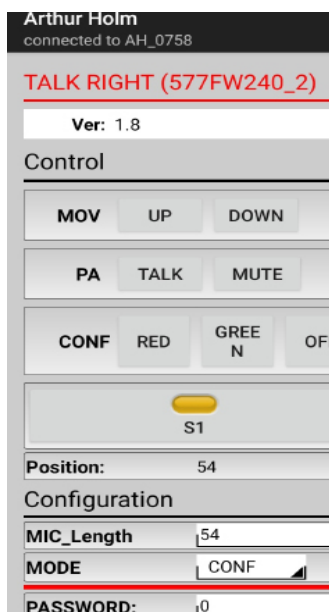 Arthur Holm
connected to AH_0758
TALK RIGHT (577FW240_2)
Ver: 1.8
Control
MOV UP DOWN
PA TALK MUTE
CONF RED GREE
N OF
S1
Position: 54
Configuration
MIC_Length 54
MODE CONF
PASSWORD: 0